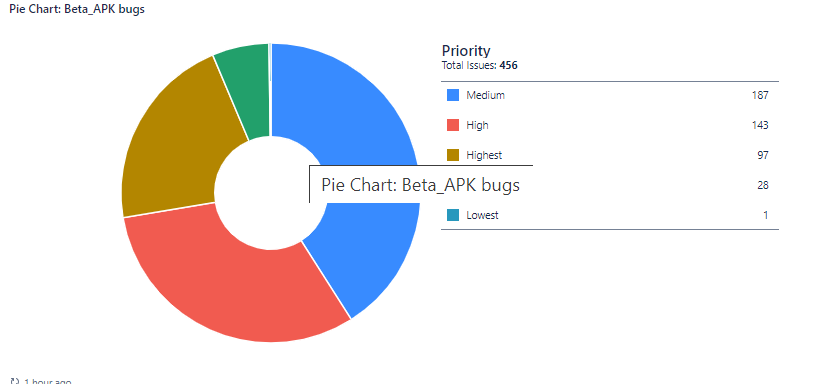 Pie Chart: Beta_APK bugs
Priority
Total Issues: 456
Medium 187
High 143
Highest 97
Pie Chart: Beta_APK bugs
28
Lowest 1
1 hour ago